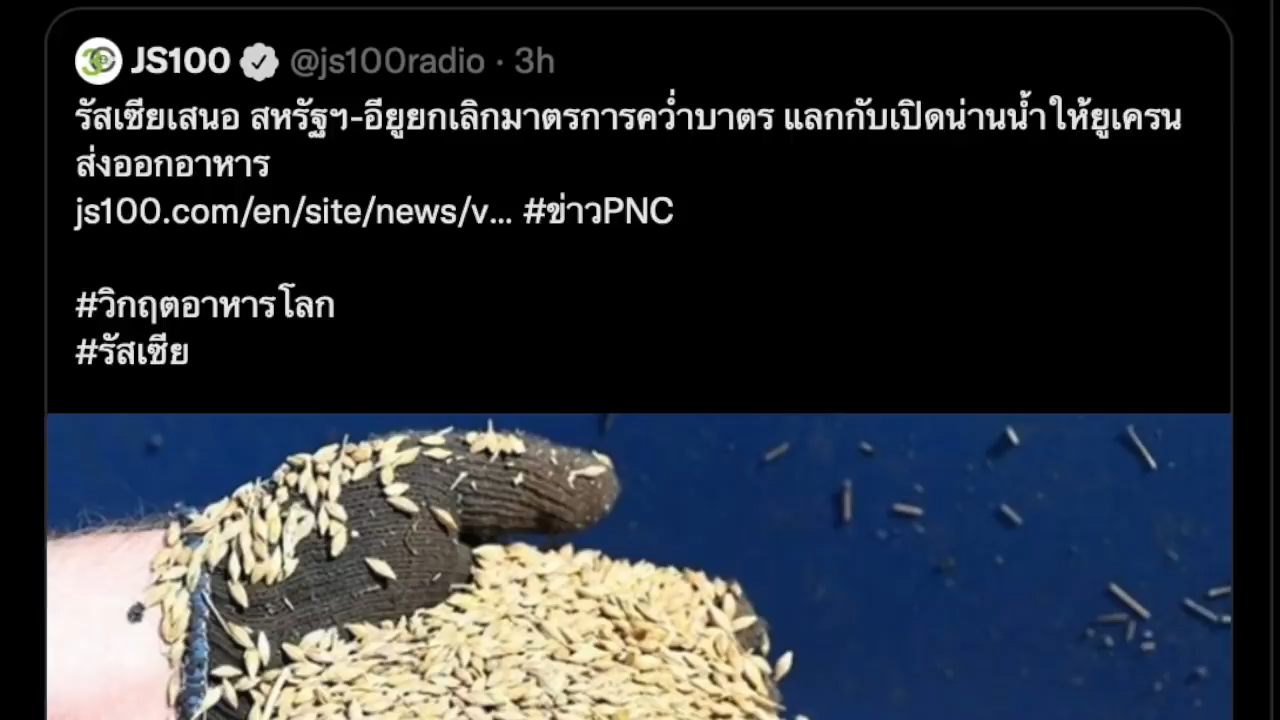 JS100 @js100radio · 3h
รัสเซียเสนอ สหรัฐฯ-อียูยกเลิกมาตรการคว่ำบาตร แลกกับเปิดน่านน้ำให้ยูเครน
ส่งออกอาหาร
js100.com/en/site/news/v... #ข่าวPNC
#วิกฤตอาหารโลก
#รัสเซีย